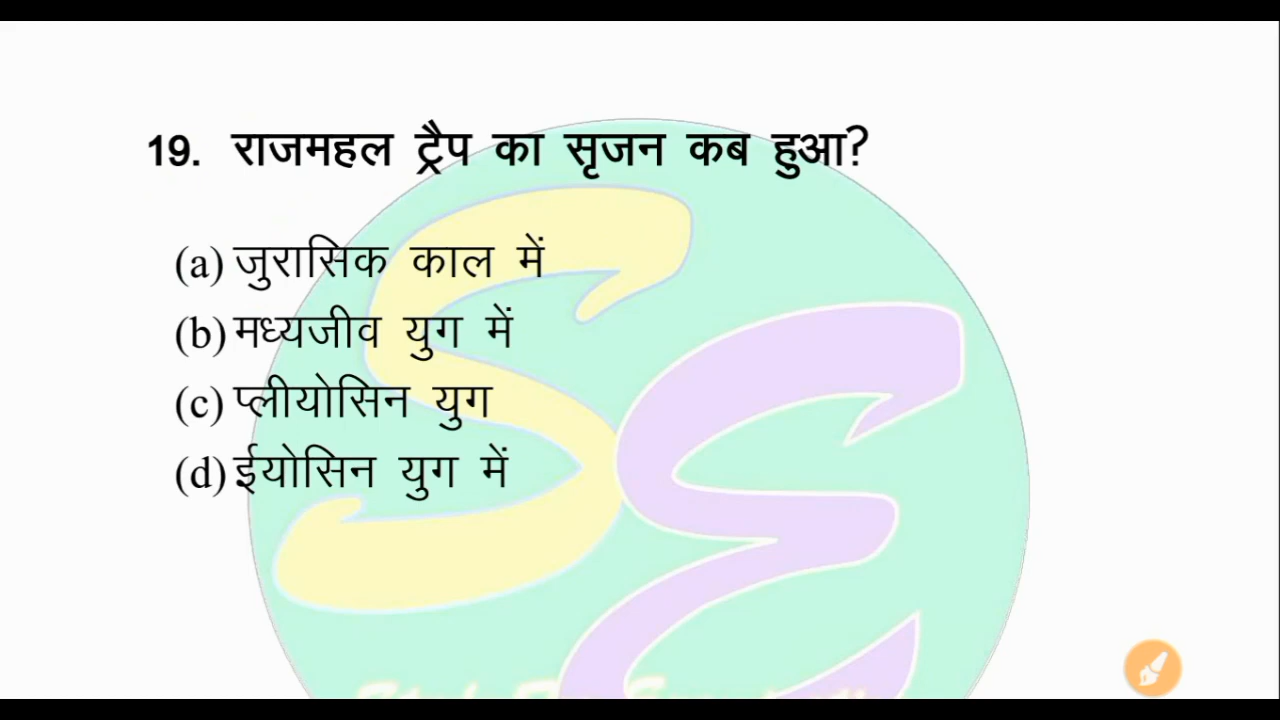 19. राजमहल ट्रैप का सृजन कब हुआ?
(a) जुरासिक काल में
(b) मध्यजीव युग में
(c) प्लीयोसिन युग
(d) ईयोसिन युग में